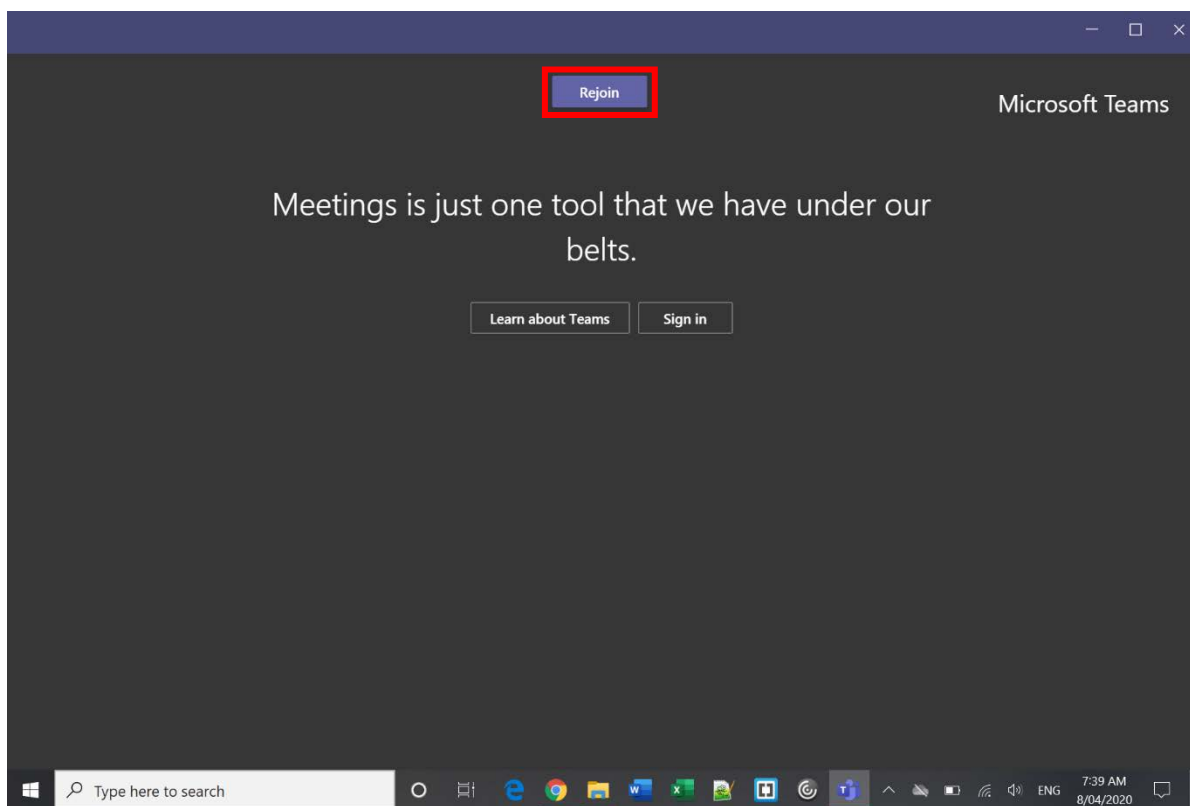 Rejoin
Microsoft Teams
Meetings is just one tool that we have under our
belts.
Learn about Teams
Sign in
Type here to search
ENG
7:39 AM
8/04/2020